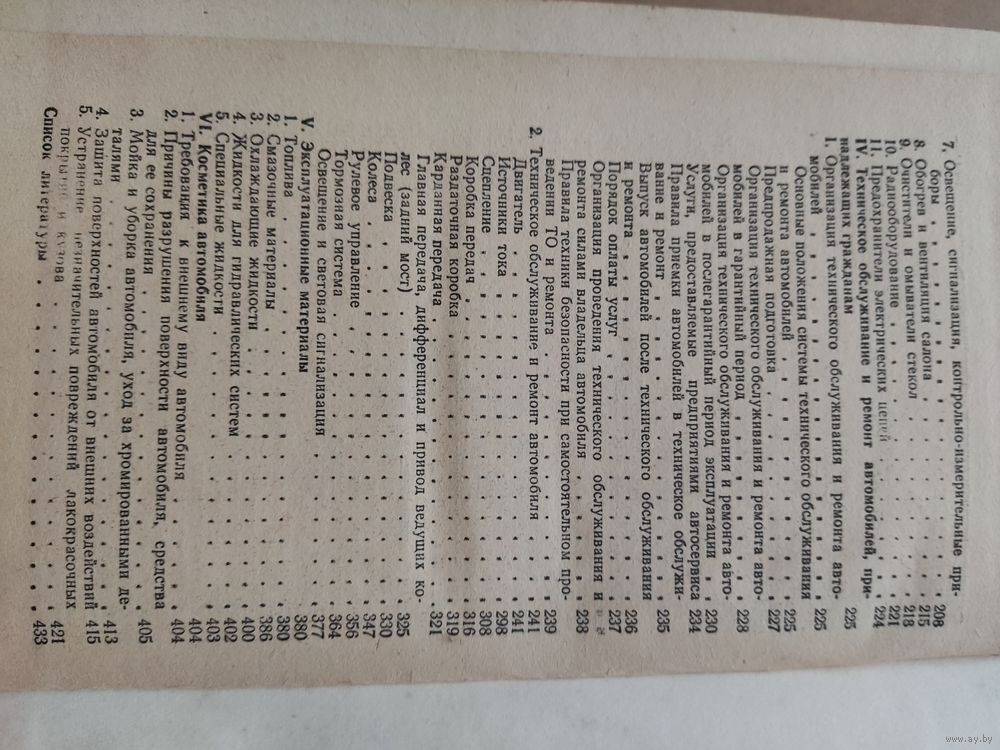 7. Освещение, сигнализация, контрольно-измерительные при-
боры . . . . . . . . . . 208
8. Обогрев и вентиляция салона . . . . . 215
9. Очистители и омыватели стекол . . . . . 218
10. Радиооборудование . . . . . . . 221
11. Предохранители электрических цепей . . . . 224
IV. Техническое обслуживание и ремонт автомобилей, при-
надлежащих гражданам 225
1. Организация технического обслуживания и ремонта авто-
мобилей . . . . . . . . . 225
Основные положения системы технического обслуживания
и ремонта автомобилей . . . . . . 225
Предпродажная подготовка . . . . . 227
Организация технического обслуживания и ремонта авто-
мобилей в гарантийный период . . . . 228
Организация технического обслуживания и ремонта авто-
мобилей в послегарантийный период эксплуатации . . 230
Услуги, предоставляемые предприятиями автосервиса 234
Правила приемки автомобилей в техническое обслужи-
вание и ремонт . . . . . . . 235
Выпуск автомобилей после технического обслуживания
и ремонта . . . . . . . . 236
Порядок оплаты услуг . . . . . . 237
Организация проведения технического обслуживания и
ремонта силами владельца автомобиля . . . 238
Правила техники безопасности при самостоятельном про-
ведении ТО и ремонта . . . . . . 239
2. Техническое обслуживание и ремонт автомобиля . . 241
Двигатель . . . . . . . . 241
Источники тока . . . . . . . 298
Сцепление . . . . . . . . 308
Коробка передач . . . . . . . 316
Раздаточная коробка . . . . . . 319
Карданная передача . . . . . . 321
Главная передача, дифференциал и привод ведущих ко-
лес (задний мост) . . . . . . . 325
Подвеска . . . . . . . . 330
Колеса . . . . . . . . . 347
Рулевое управление . . . . . . 356
Тормозная система . . . . . . 364
Освещение и световая сигнализация . . . . 377
V. Эксплуатационные материалы 380
1. Топлива . . . . . . . . . 380
2. Смазочные материалы . . . . . . 386
3. Охлаждающие жидкости . . . . . . 400
4. Жидкости для гидравлических систем . . . . 402
5. Специальные жидкости . . . . . . 403
VI. Косметика автомобиля 404
1. Требования к внешнему виду автомобиля . . . 404
2. Причины разрушения поверхности автомобиля, средства
для ее сохранения . . . . . . . 405
3. Мойка и уборка автомобиля, уход за хромированными де-
талями . . . . . . . . . 413
4. Защита поверхностей автомобиля от внешних воздействий 415
5. Устранение незначительных повреждений лакокрасочных
покрытий и кузова . . . . . . . 421
Список литературы . . . . . . . 433
www.ay.by